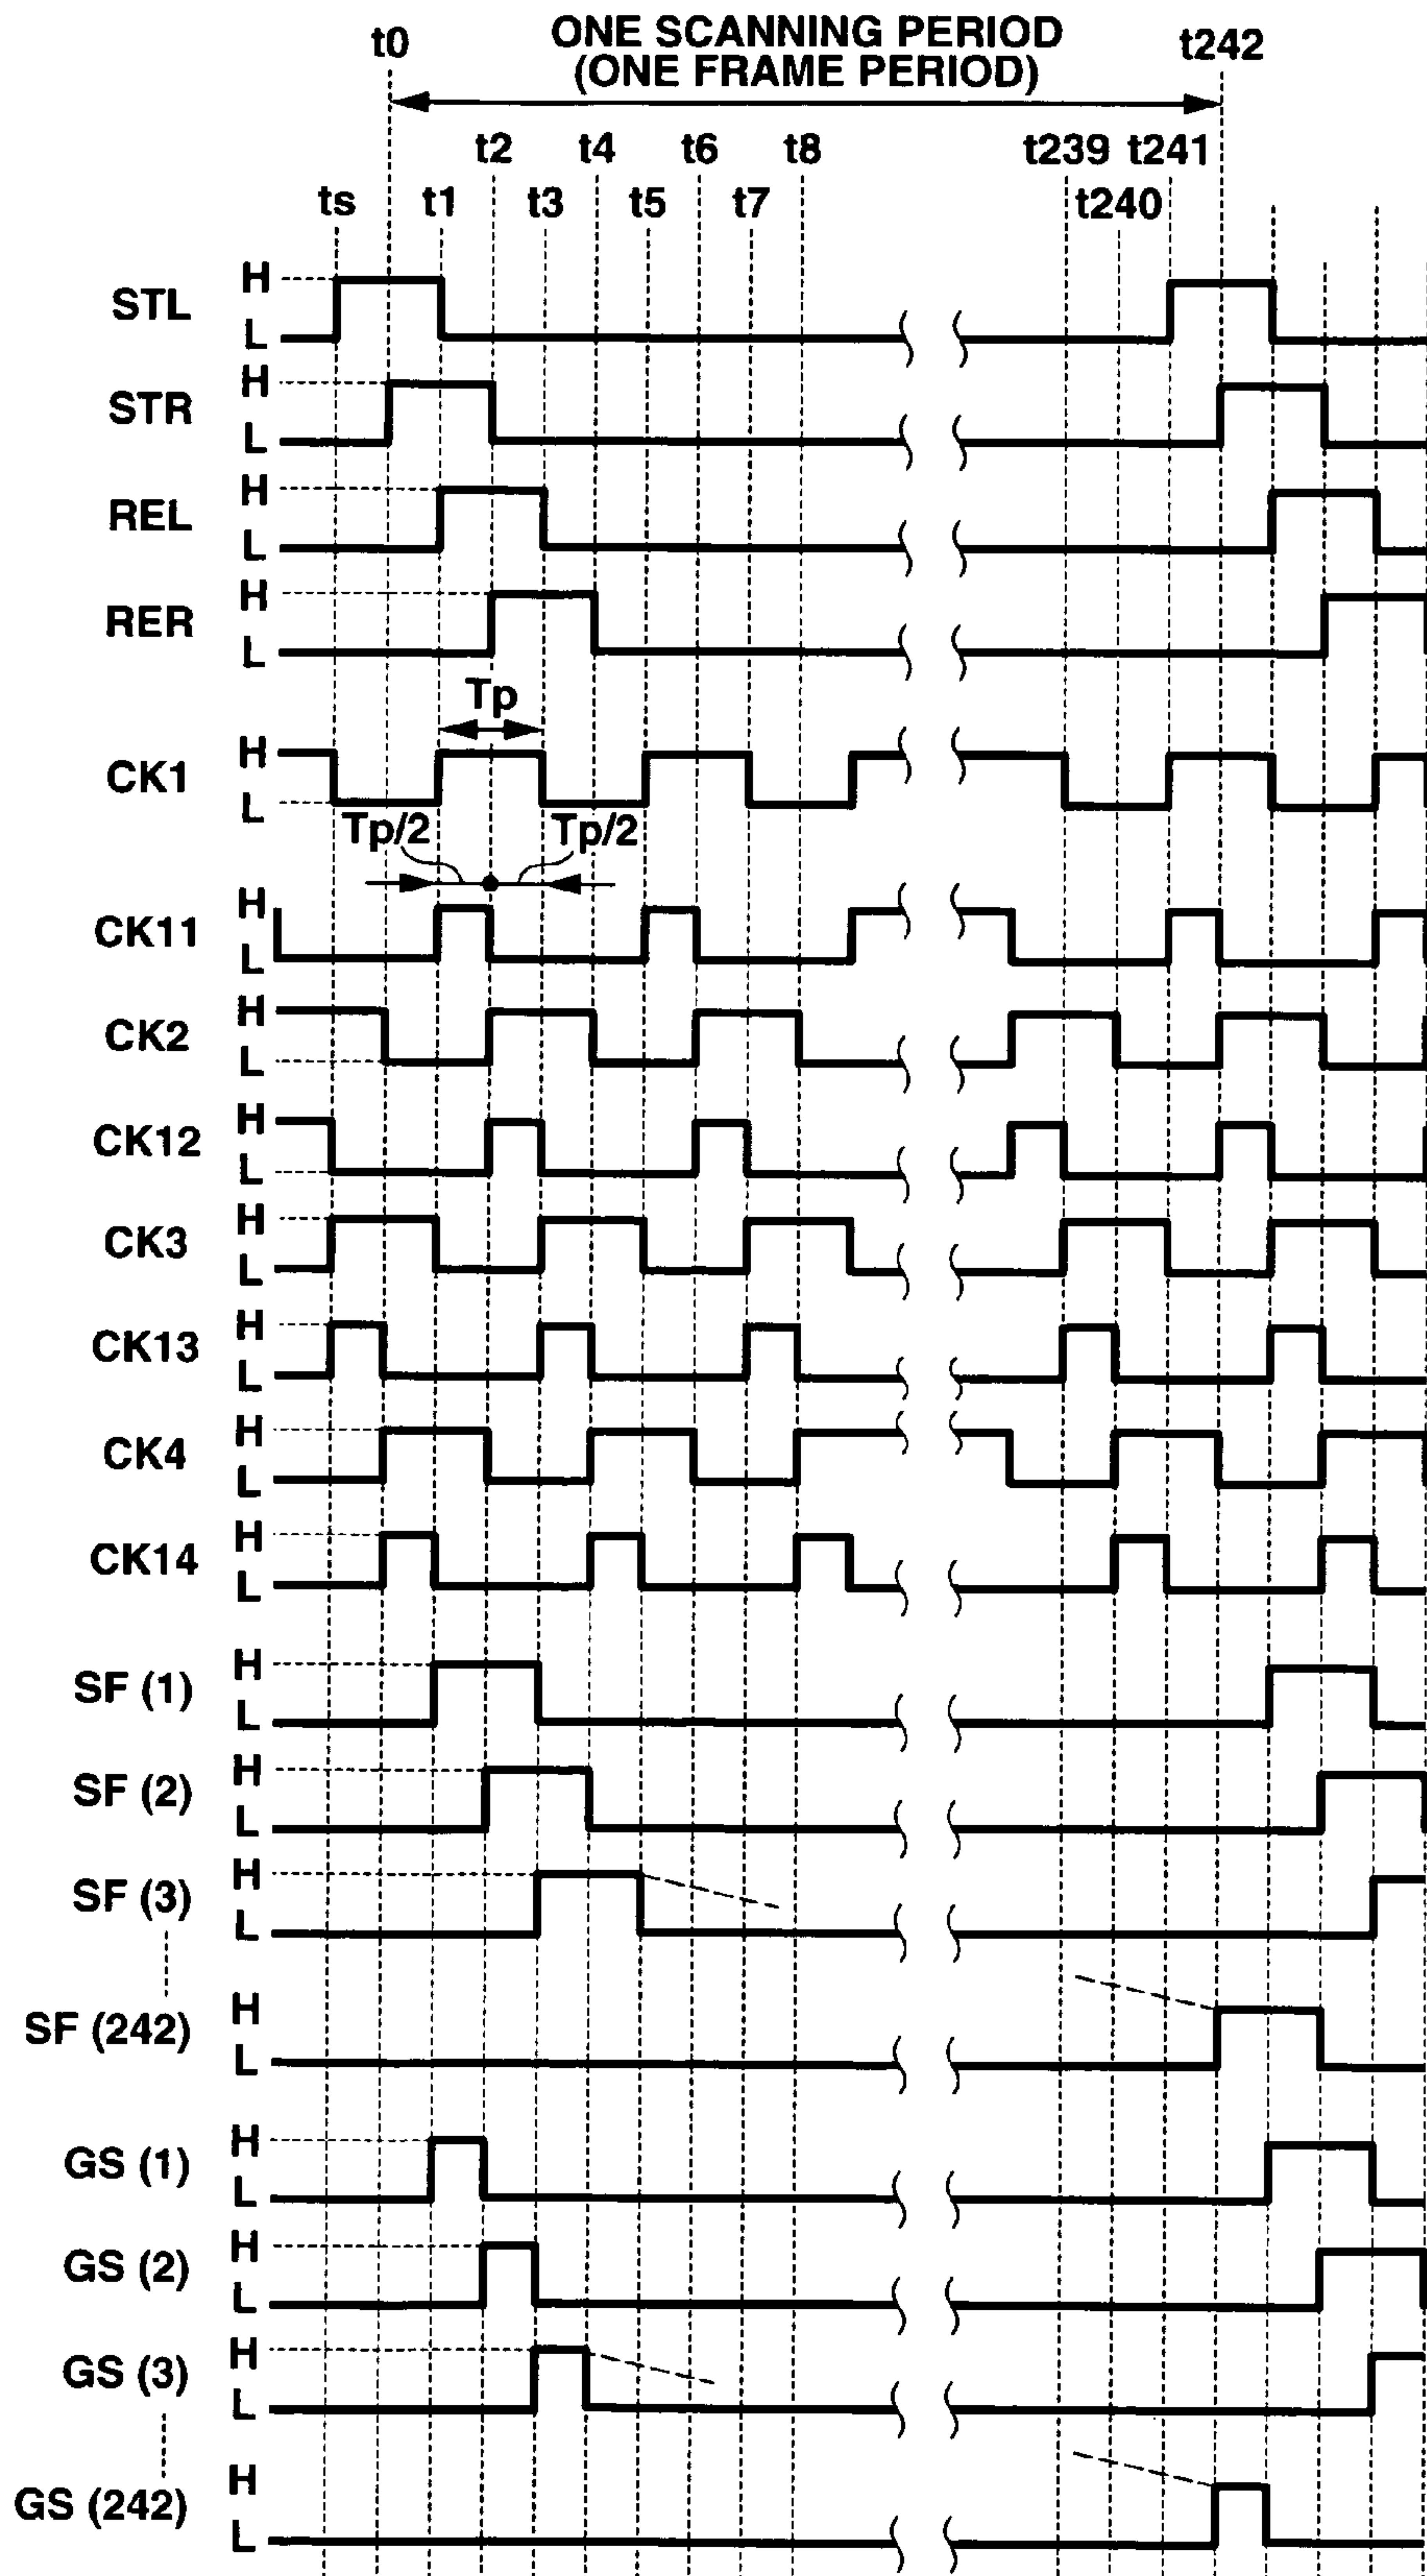 ONE SCANNING PERIOD
(ONE FRAME PERIOD)
t0
t242
t2 t4 t6 t8 t239 t241
ts t1 t3 t5 t7 t240
H
STL
L
H
STR
L
H
REL
L
H
RER
L
Tp
H
CK1
L
Tp/2 Tp/2
H
CK11
L
H
CK2
L
H
CK12
L
H
CK3
L
H
CK13
L
H
CK4
L
H
CK14
L
H
SF (1)
L
H
SF (2)
L
H
SF (3)
L
H
SF (242)
L
H
GS (1)
L
H
GS (2)
L
H
GS (3)
L
H
GS (242)
L